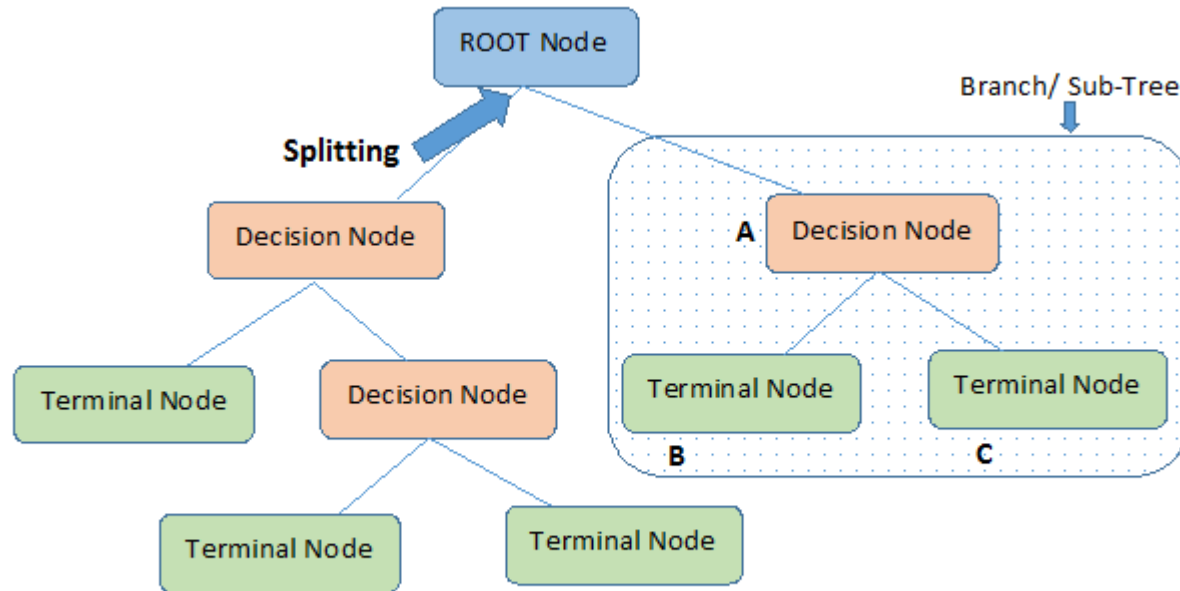 ROOT Node
Branch/ Sub-Tree
Splitting
Decision Node
A
Decision Node
Terminal Node
Decision Node
Terminal Node
Terminal Node
B
C
Terminal Node
Terminal Node